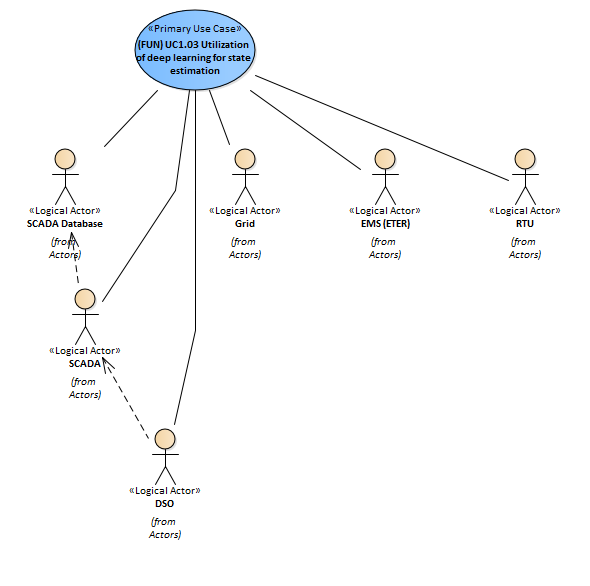 «Primary Use Case»
(FUN) UC1.03 Utilization
of deep learning for state
estimation
«Logical Actor»
SCADA Database
(from
Actors)
«Logical Actor»
Grid
(from
Actors)
«Logical Actor»
EMS (ETER)
(from
Actors)
«Logical Actor»
RTU
(from
Actors)
«Logical Actor»
SCADA
(from
Actors)
«Logical Actor»
DSO
(from
Actors)